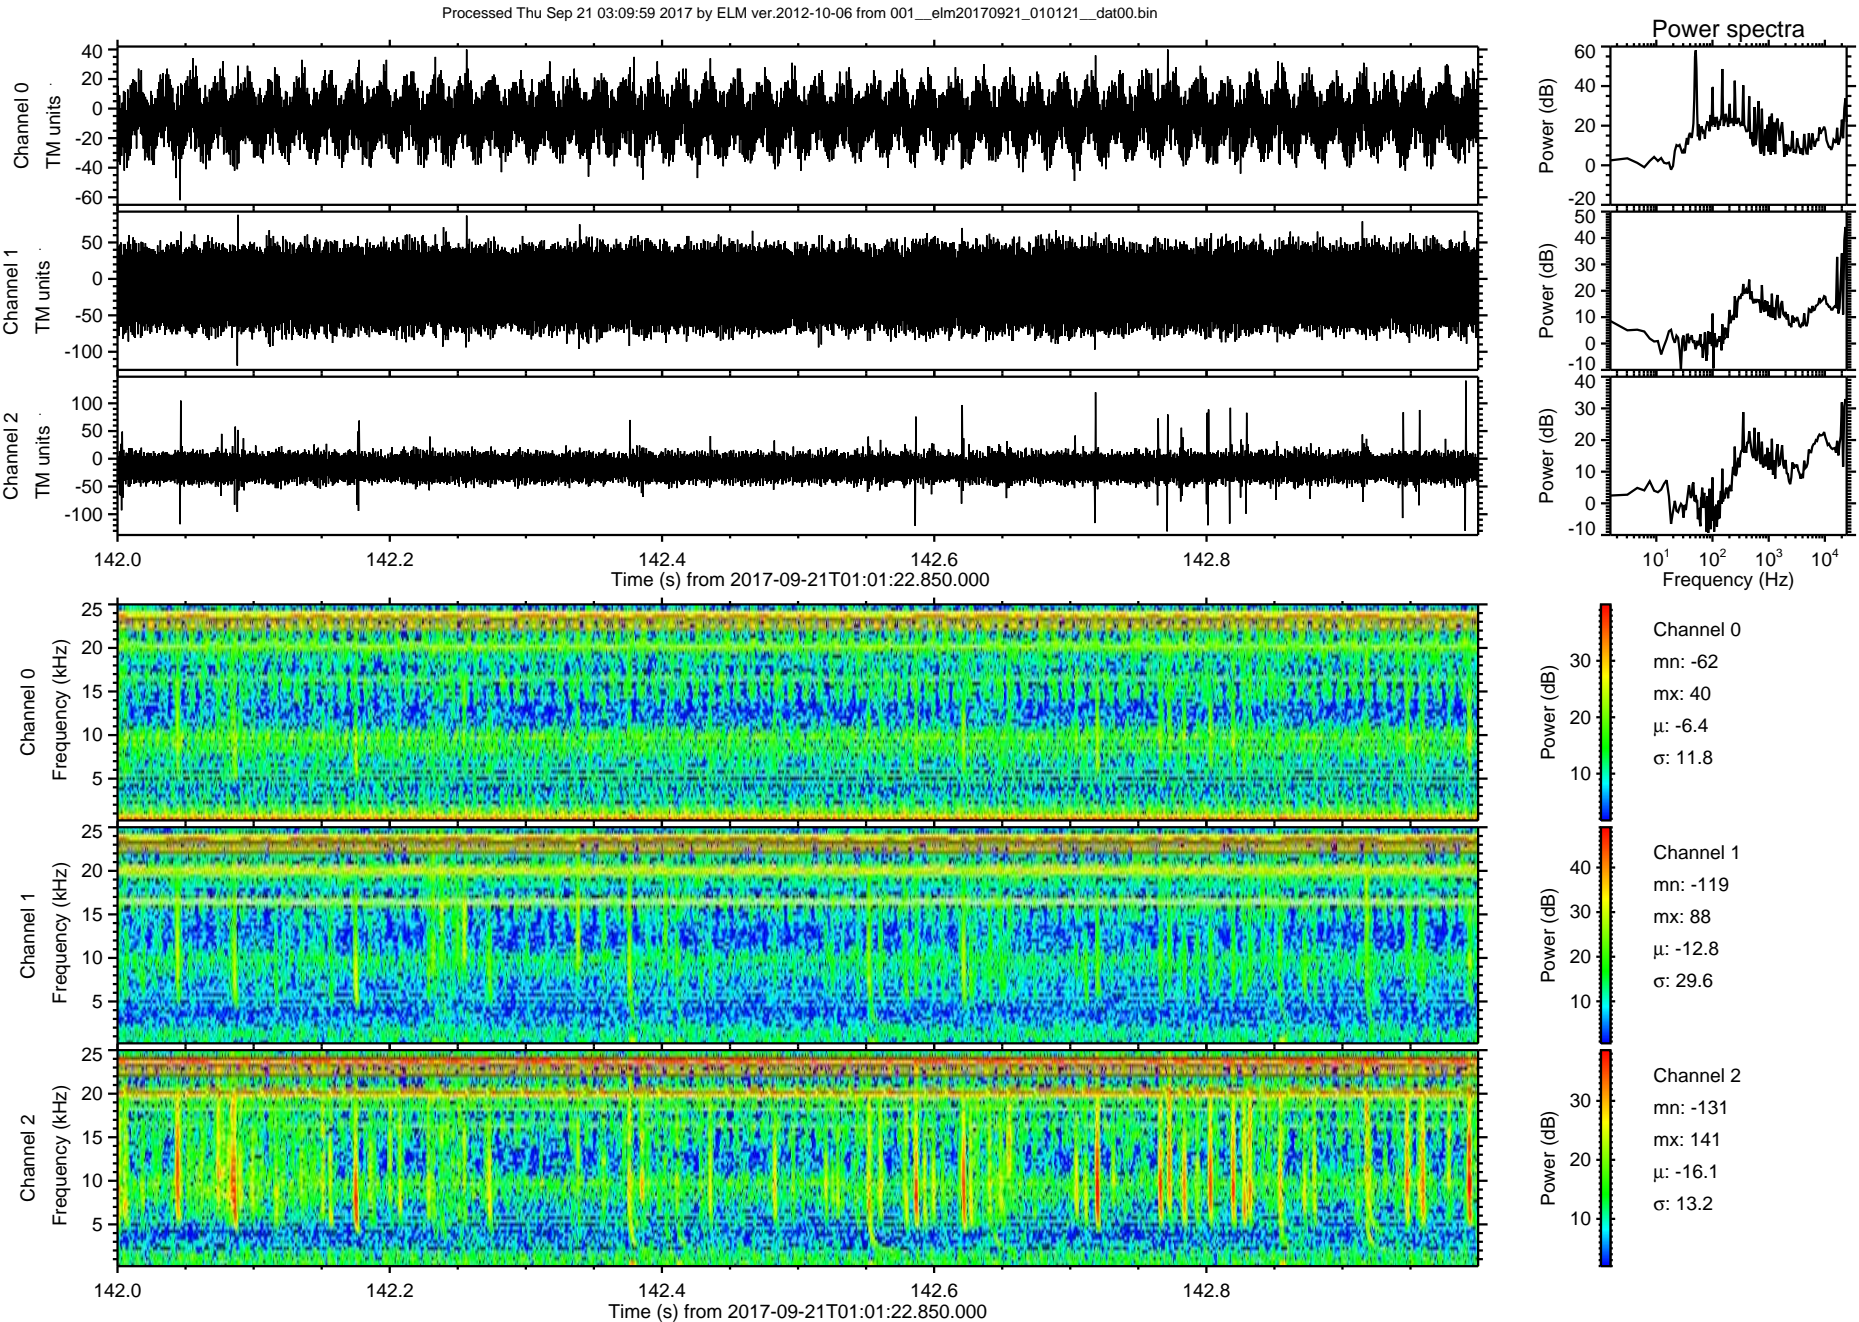 Processed Thu Sep 21 03:09:59 2017 by ELM ver.2012-10-06 from 001__elm20170921_010121__dat00.bin
Power spectra
Channel 0
TM units
40
20
0
-20
-40
-60
Power (dB)
60
40
20
0
-20
Channel 1
TM units
50
0
-50
-100
Power (dB)
50
40
30
20
10
0
-10
Channel 2
TM units
100
50
0
-50
-100
Power (dB)
40
30
20
10
0
-10
142.0 142.2 142.4 142.6 142.8
Time (s) from 2017-09-21T01:01:22.850.000
10^1 10^2 10^3 10^4
Frequency (Hz)
Channel 0
Frequency (kHz)
25
20
15
10
5
Power (dB)
30
20
10
Channel 0
mn: -62
mx: 40
μ: -6.4
σ: 11.8
Channel 1
Frequency (kHz)
25
20
15
10
5
Power (dB)
40
30
20
10
Channel 1
mn: -119
mx: 88
μ: -12.8
σ: 29.6
Channel 2
Frequency (kHz)
25
20
15
10
5
Power (dB)
30
20
10
Channel 2
mn: -131
mx: 141
μ: -16.1
σ: 13.2
142.0 142.2 142.4 142.6 142.8
Time (s) from 2017-09-21T01:01:22.850.000